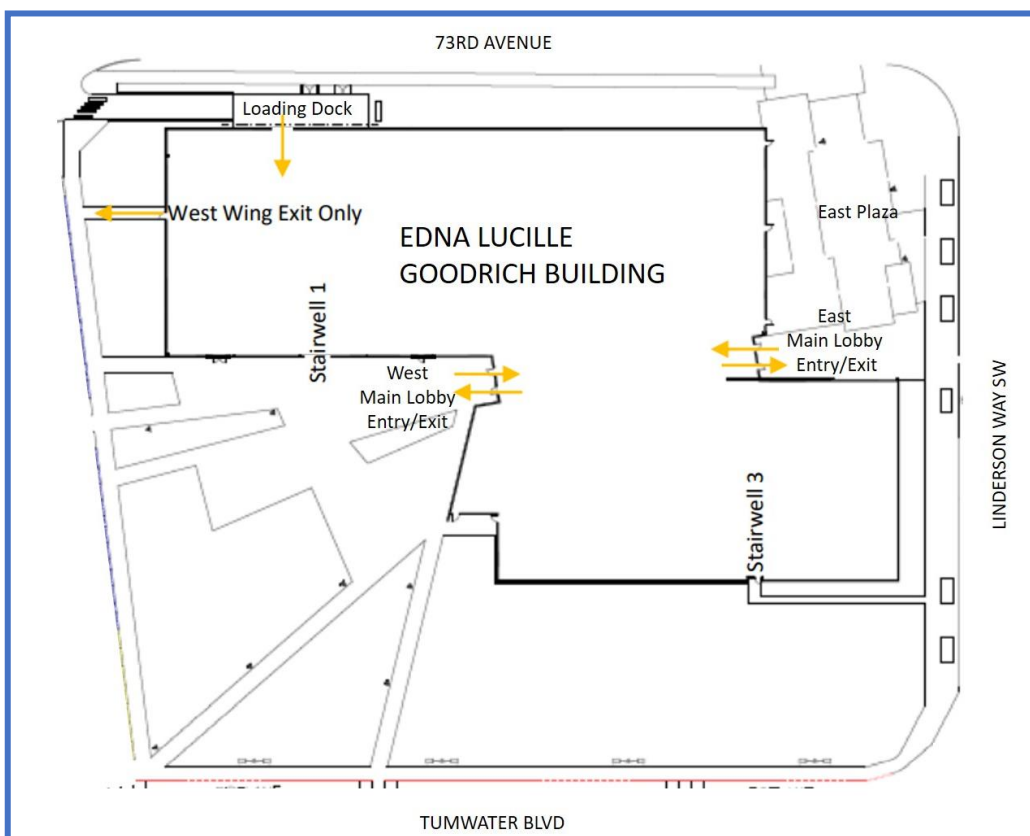 73RD AVENUE
Loading Dock
West Wing Exit Only
East Plaza
EDNA LUCILLE
GOODRICH BUILDING
Stairwell 1
East
Main Lobby
Entry/Exit
West
Main Lobby
Entry/Exit
LINDERSON WAY SW
Stairwell 3
TUMWATER BLVD